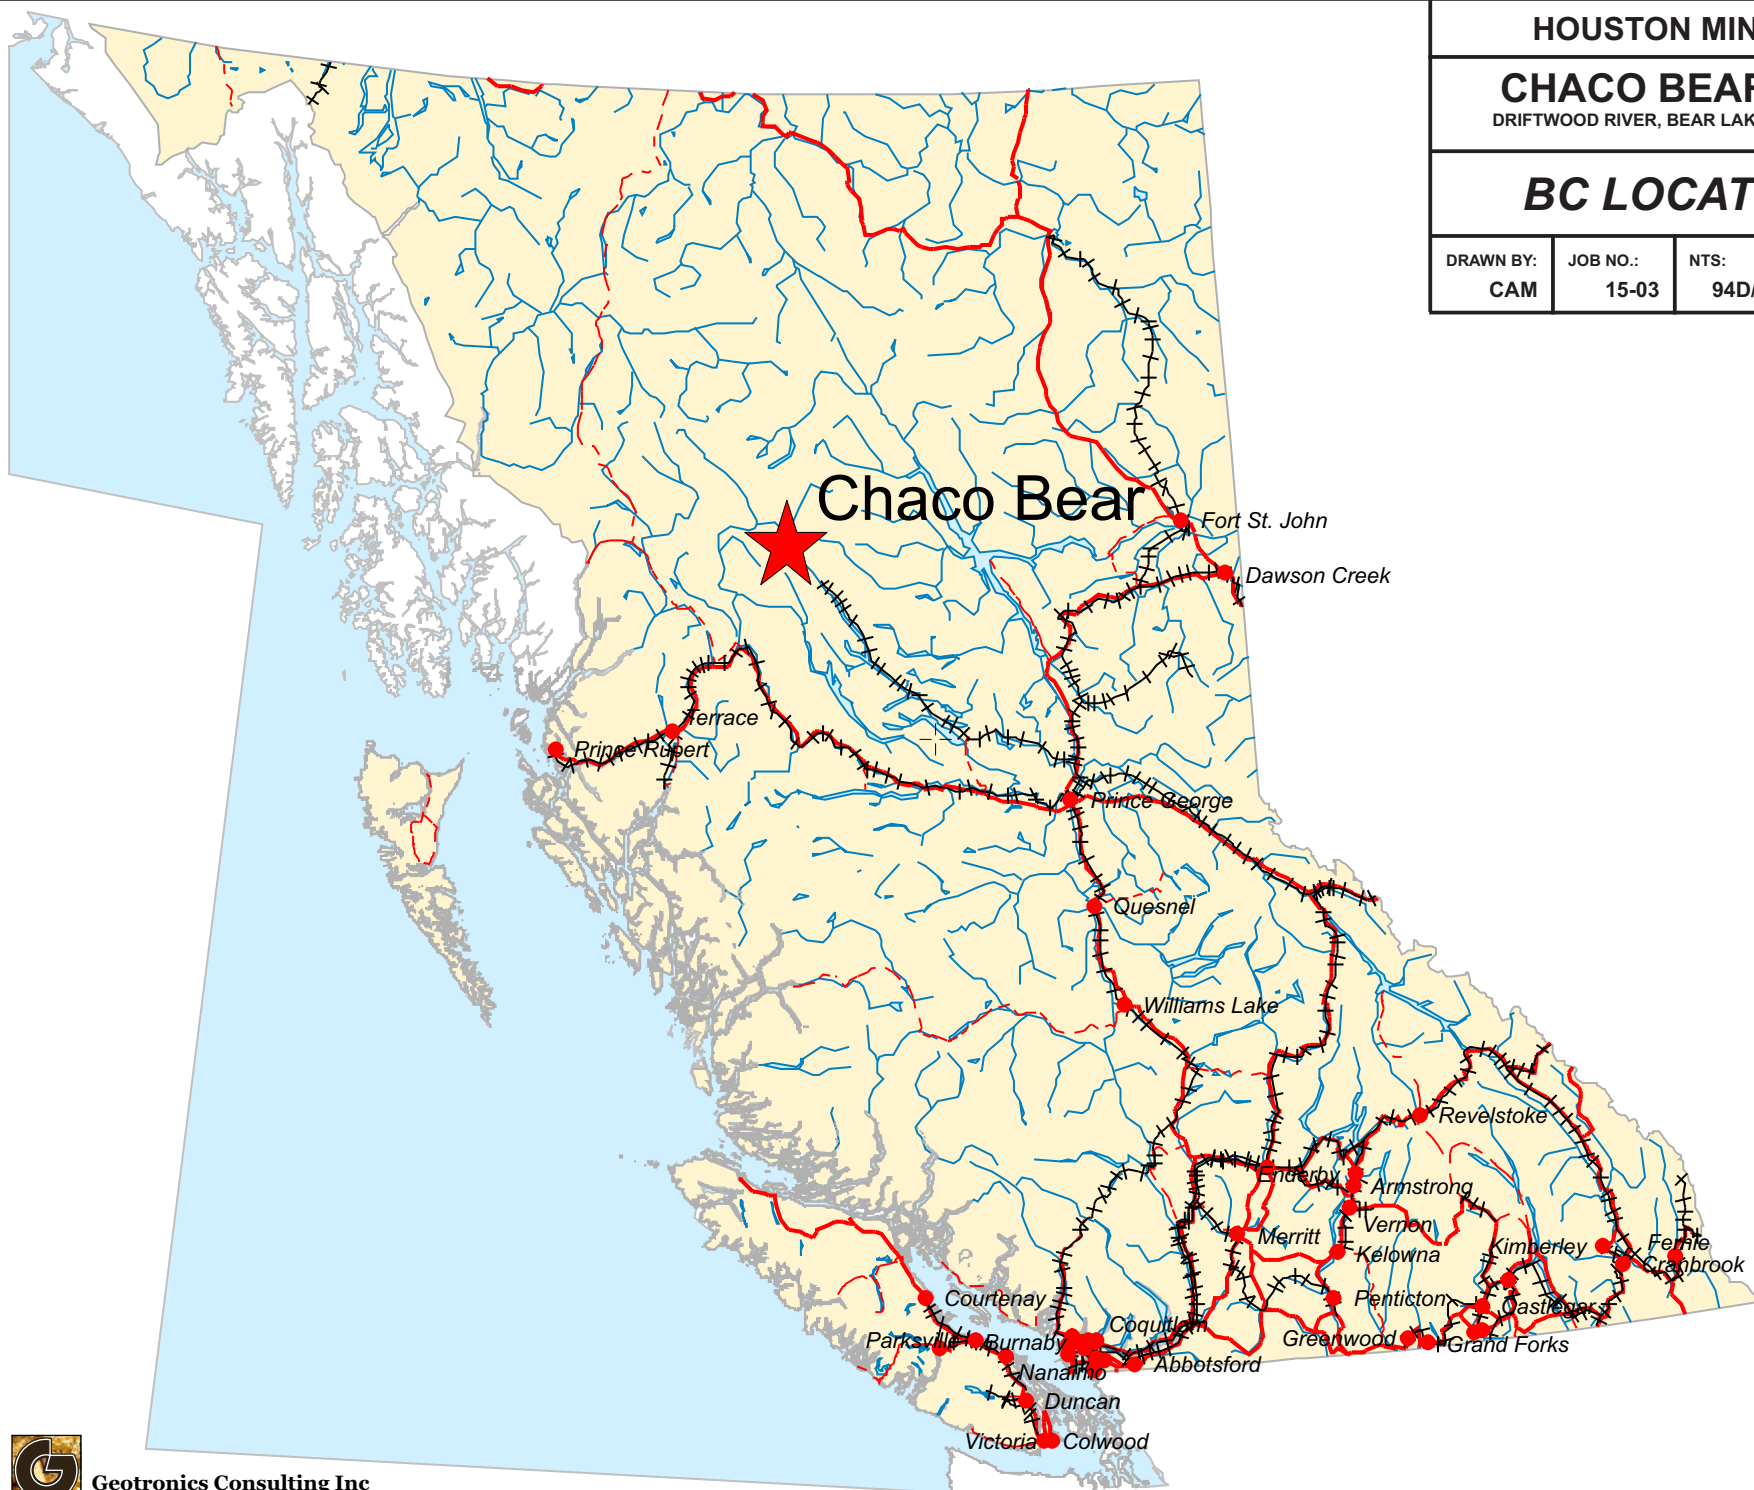 HOUSTON MIN
CHACO BEAR
DRIFTWOOD RIVER, BEAR LAK
BC LOCAT
DRAWN BY:
CAM
JOB NO.:
15-03
NTS:
94D/
Chaco Bear
Fort St. John
Dawson Creek
Terrace
Prince Rupert
Prince George
Quesnel
Williams Lake
Revelstoke
Enderby
Armstrong
Vernon
Merritt
Kelowna
Kimberley
Fernie
Cranbrook
Courtenay
Penticton
Castlegar
Coquitlam
Greenwood
Grand Forks
Parksville
Burnaby
Abbotsford
Nanaimo
Duncan
Victoria
Colwood
Geotronics Consulting Inc